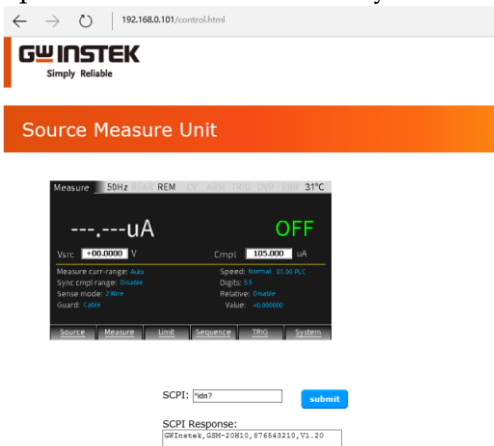 192.168.0.101/control.html
GWINSTEK
Simply Reliable
Source Measure Unit
Measure 50Hz REAR REM CV ARM TRIG OVP ERR 31°C
---.---uA OFF
Vsrc +00.0000 V Cmpl 105.000 uA
Measure curr-range: Auto Speed: Normal 01.00 PLC
Sync cmpl range: Disable Digits: 5.5
Sense mode: 2 Wire Relative: Disable
Guard: Cable Value: +0.000000
Source Measure Limit Sequence TRIG System
SCPI: *idn? submit
SCPI Response:
GWInstek,GSM-20H10,876543210,V1.20